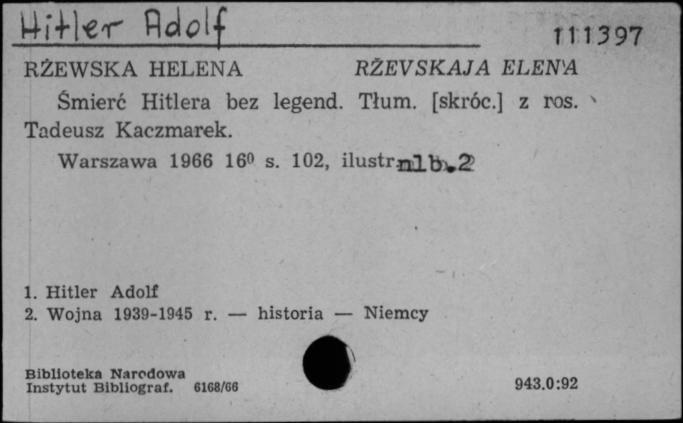 Hitler Adolf
111397
RŻEWSKA HELENA RŻEVSKAJA ELENA
Śmierć Hitlera bez legend. Tłum. [skróc.] z ros.
Tadeusz Kaczmarek.
Warszawa 1966 16⁰ s. 102, ilustr. nlb. 2
1. Hitler Adolf
2. Wojna 1939-1945 r. — historia — Niemcy
Biblioteka Narodowa
Instytut Bibliograf. 6168/66
943.0:92